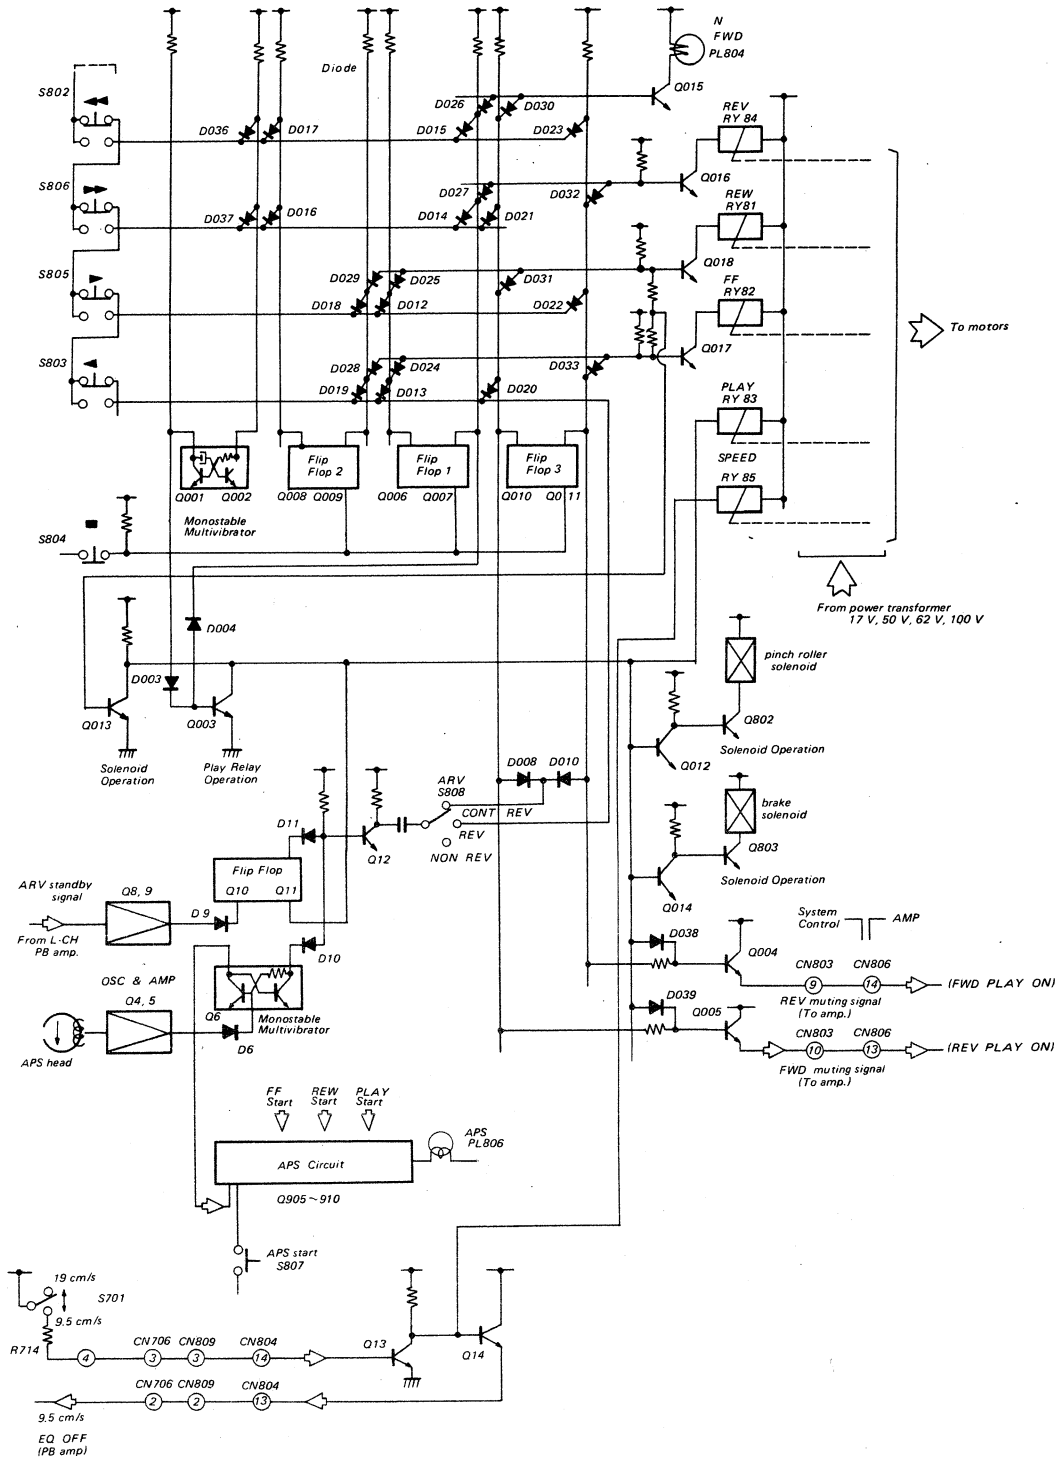 N
FWD
PL804
Diode
S802
D026
D030
Q015
D036
D017
D015
D023
REV
RY 84
S806
D027
D032
Q016
D037
D016
D014
D021
REW
RY81
S805
D029
D025
D031
Q018
D018
D012
D022
FF
RY82
To motors
S803
D028
D024
D033
Q017
D019
D013
D020
PLAY
RY 83
Flip
Flop 2
Flip
Flop 1
Flip
Flop 3
SPEED
RY 85
Q001
Q002
Q008
Q009
Q006
Q007
Q010
Q011
Monostable
Multivibrator
S804
From power transformer
17 V, 50 V, 62 V, 100 V
D004
D003
pinch roller
solenoid
Q013
Q003
Q802
Solenoid Operation
Solenoid
Operation
Play Relay
Operation
Q012
D008
D010
ARV
S808
CONT REV
REV
NON REV
brake
solenoid
D11
Q12
Q803
Solenoid Operation
Flip Flop
Q10
Q11
Q014
ARV standby
signal
Q8, 9
D9
From L-CH
PB amp.
System
Control
AMP
D038
Q004
D10
CN803
CN806
9
14
(FWD PLAY ON)
REV muting signal
(To amp.)
OSC & AMP
Q4, 5
Q6
Monostable
Multivibrator
D6
D039
Q005
CN803
CN806
10
13
(REV PLAY ON)
FWD muting signal
(To amp.)
APS head
FF
Start
REW
Start
PLAY
Start
APS
PL806
APS Circuit
Q905~910
APS start
S807
19 cm/s
S701
9.5 cm/s
R714
CN706
CN809
CN804
Q13
Q14
4
3
3
14
CN706
CN809
CN804
2
2
13
9.5 cm/s
EQ OFF
(PB amp)